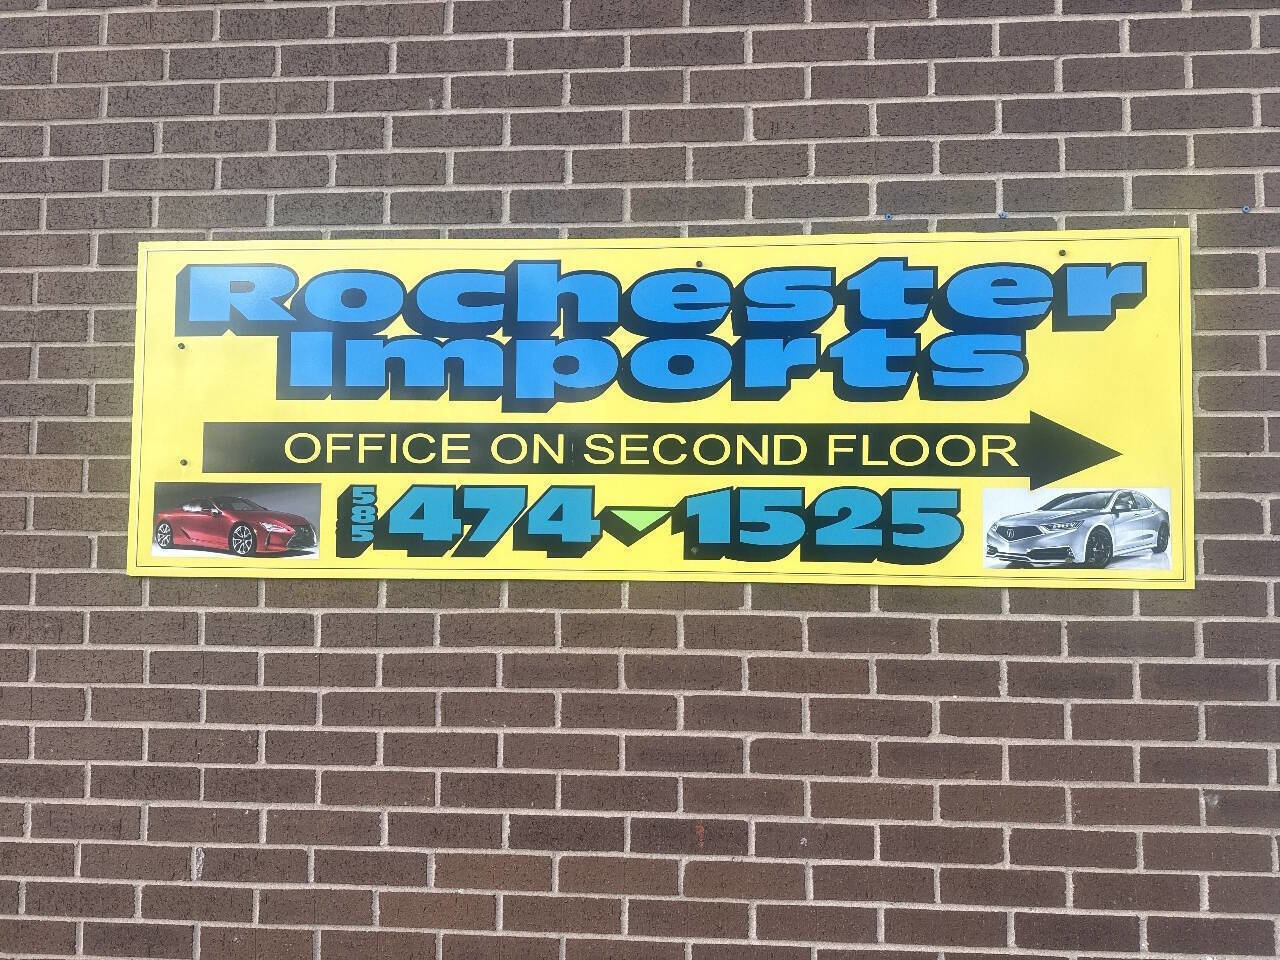 Rochester
Imports
OFFICE ON SECOND FLOOR
585 474-1525